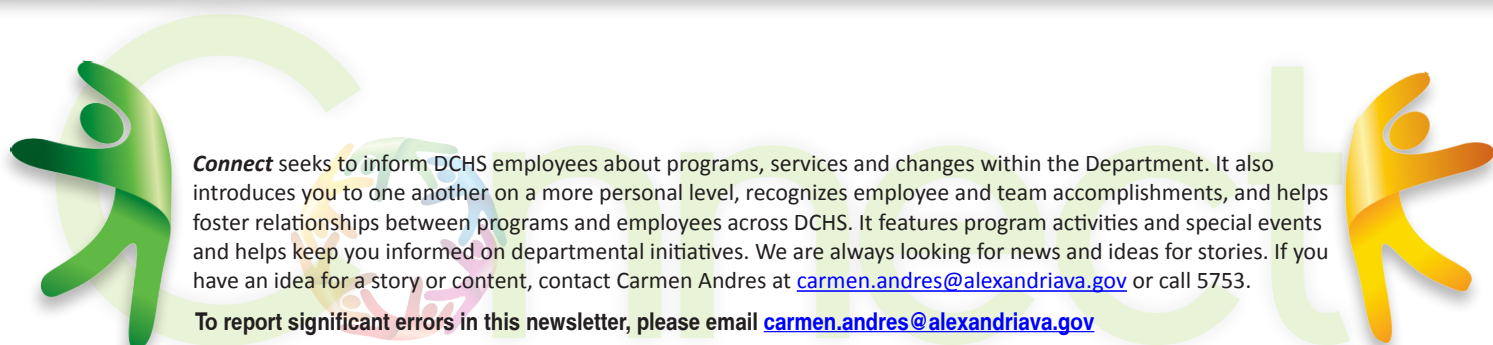 Connect
Connect seeks to inform DCHS employees about programs, services and changes within the Department. It also
introduces you to one another on a more personal level, recognizes employee and team accomplishments, and helps
foster relationships between programs and employees across DCHS. It features program activities and special events
and helps keep you informed on departmental initiatives. We are always looking for news and ideas for stories. If you
have an idea for a story or content, contact Carmen Andres at carmen.andres@alexandriava.gov or call 5753.
To report significant errors in this newsletter, please email carmen.andres@alexandriava.gov